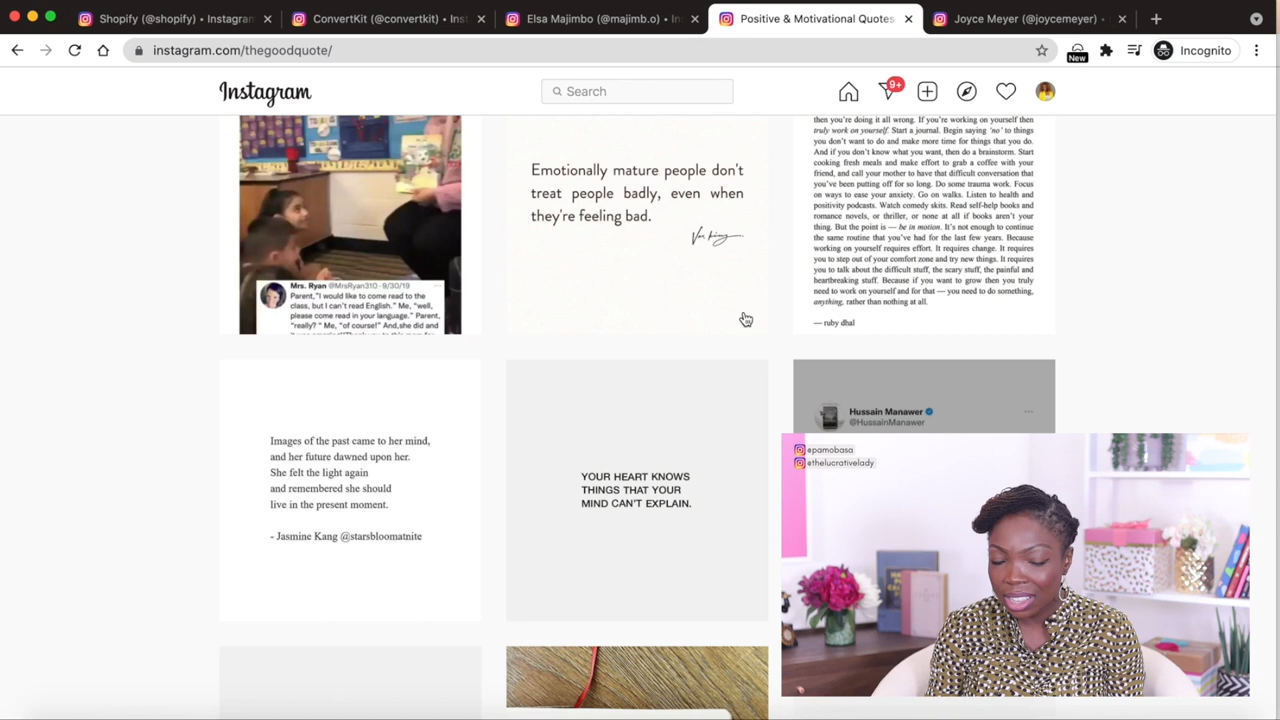 Shopify (@shopify) • Instagran
ConvertKit (@convertkit) • Inst
Elsa Majimbo (@majimb.o) • In
Positive & Motivational Quotes
Joyce Meyer (@joycemeyer) •
instagram.com/thegoodquote/
New
Incognito
Instagram
Search
9+
Mrs. Ryan @MrsRyan310 · 9/30/19
Parent,"I would like to come read to the
class, but I can't read English." Me, "well,
please come read in your language." Parent,
"really? " Me, "of course!" And,she did and
Emotionally mature people don't
treat people badly, even when
they're feeling bad.
then you're doing it all wrong. If you're working on yourself then
truly work on yourself. Start a journal. Begin saying 'no' to things
you don't want to do and make more time for things that you do.
And if you don't know what you want, then do a brainstorm. Start
cooking fresh meals and make effort to grab a coffee with your
friend, and call your mother to have that difficult conversation that
you've been putting off for so long. Do some trauma work. Focus
on ways to ease your anxiety. Go on walks. Listen to health and
positivity podcasts. Watch comedy skits. Read self-help books and
romance novels, or thriller, or none at all if books aren't your
thing. But the point is — be in motion. It's not enough to continue
the same routine that you've had for the last few years. Because
working on yourself requires effort. It requires change. It requires
you to step out of your comfort zone and try new things. It requires
you to talk about the difficult stuff, the scary stuff, the painful and
heartbreaking stuff. Because if you want to grow then you truly
need to work on yourself and for that — you need to do something,
anything, rather than nothing at all.
— ruby dhal
Images of the past came to her mind,
and her future dawned upon her.
She felt the light again
and remembered she should
live in the present moment.
- Jasmine Kang @starsbloomatnite
YOUR HEART KNOWS
THINGS THAT YOUR
MIND CAN'T EXPLAIN.
Hussain Manawer
@HussainManawer
@pamobasa
@thelucrativelady